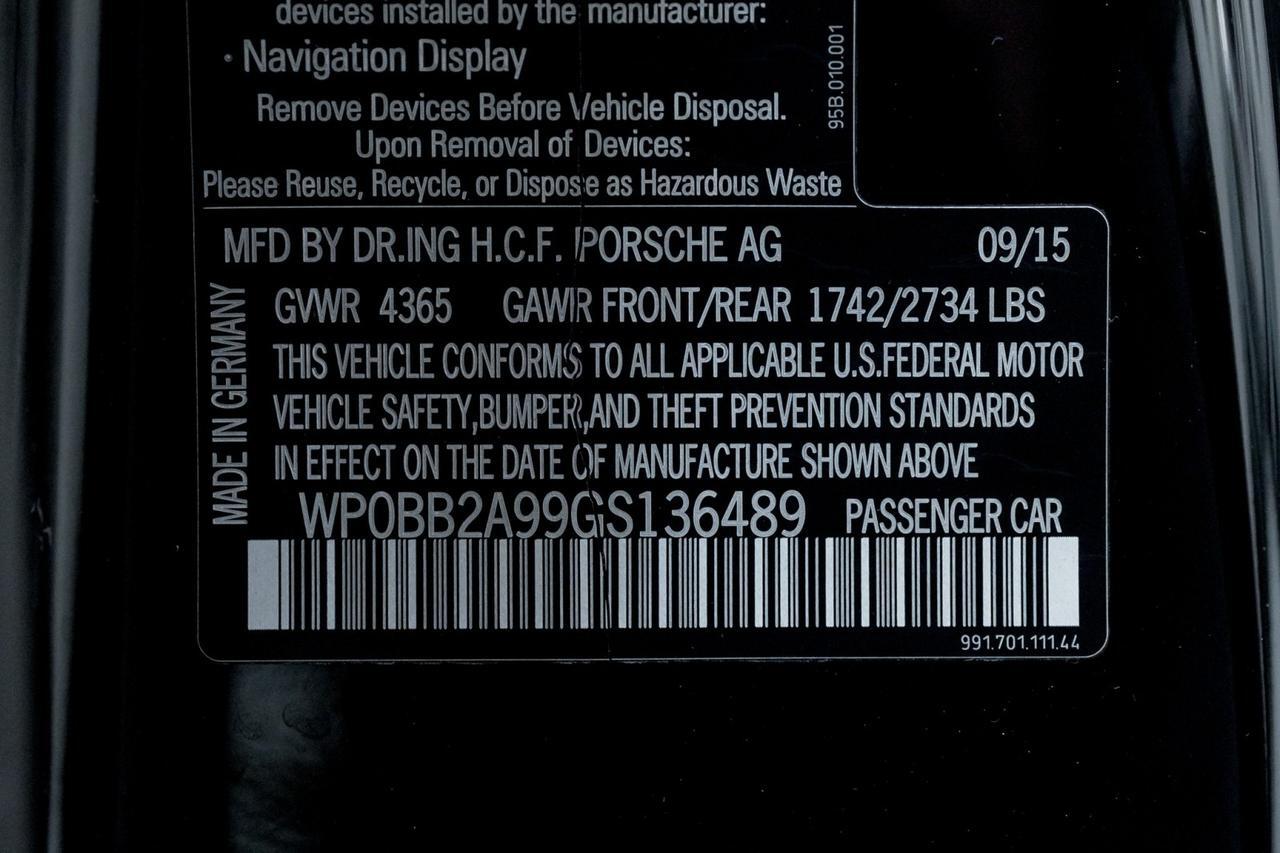 devices installed by the manufacturer:
· Navigation Display
Remove Devices Before Vehicle Disposal.
Upon Removal of Devices:
Please Reuse, Recycle, or Dispose as Hazardous Waste
95B.010.001
MFD BY DR.ING H.C.F. PORSCHE AG 09/15
GVWR 4365 GAWR FRONT/REAR 1742/2734 LBS
THIS VEHICLE CONFORMS TO ALL APPLICABLE U.S.FEDERAL MOTOR
VEHICLE SAFETY,BUMPER,AND THEFT PREVENTION STANDARDS
IN EFFECT ON THE DATE OF MANUFACTURE SHOWN ABOVE
MADE IN GERMANY
WP0BB2A99GS136489 PASSENGER CAR
991.701.111.44